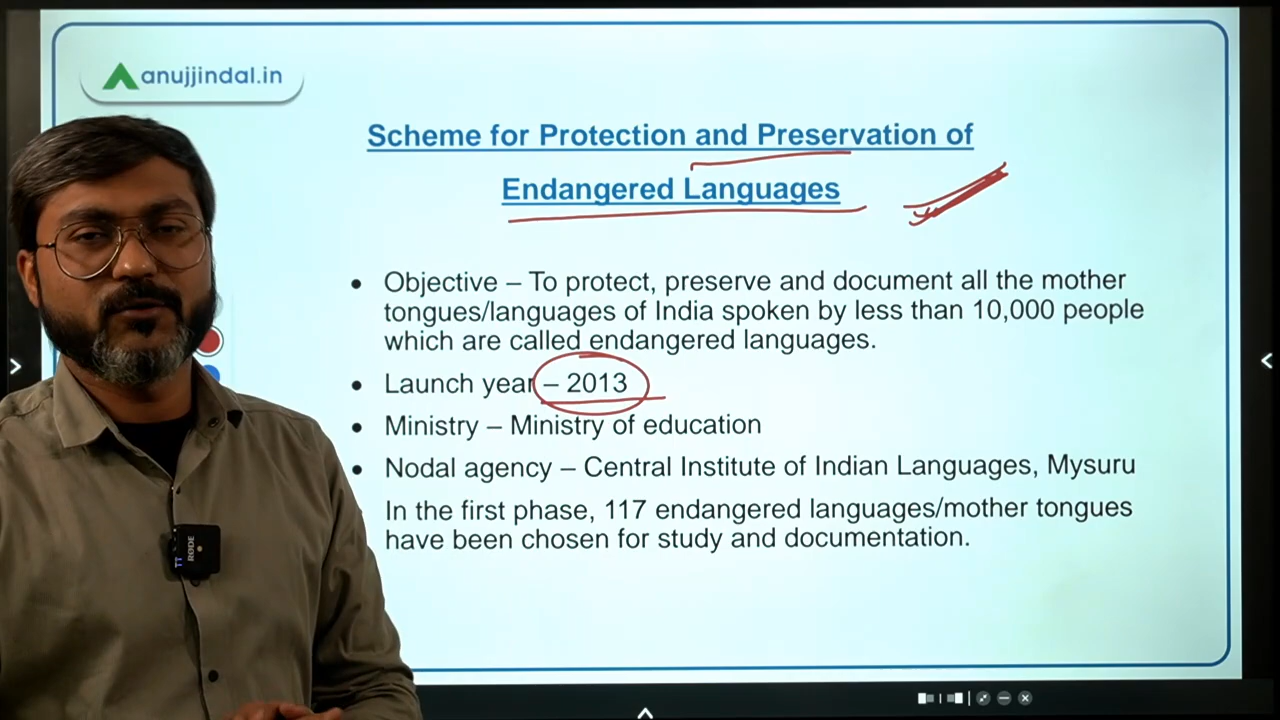 anujjindal.in
Scheme for Protection and Preservation of
Endangered Languages
• Objective – To protect, preserve and document all the mother
tongues/languages of India spoken by less than 10,000 people
which are called endangered languages.
• Launch year – 2013
• Ministry – Ministry of education
• Nodal agency – Central Institute of Indian Languages, Mysuru
In the first phase, 117 endangered languages/mother tongues
have been chosen for study and documentation.
RØDE